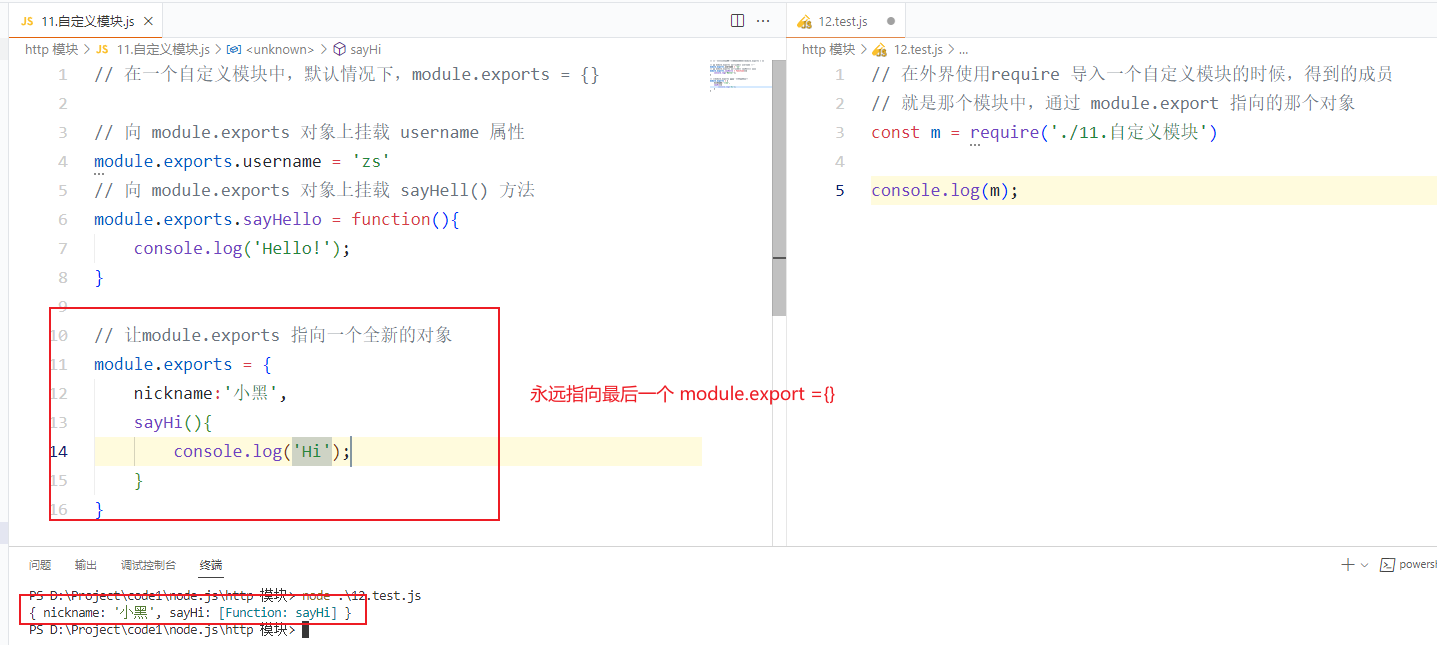 JS 11.自定义模块.js
http 模块 > JS 11.自定义模块.js > <unknown> > sayHi
1 // 在一个自定义模块中，默认情况下，module.exports = {}
2
3 // 向 module.exports 对象上挂载 username 属性
4 module.exports.username = 'zs'
5 // 向 module.exports 对象上挂载 sayHell() 方法
6 module.exports.sayHello = function(){
7 console.log('Hello!');
8 }
9
10 // 让module.exports 指向一个全新的对象
11 module.exports = {
12 nickname:'小黑',
13 sayHi(){
14 console.log('Hi');
15 }
16 }
永远指向最后一个 module.export ={}
12.test.js
http 模块 > 12.test.js > ...
1 // 在外界使用require 导入一个自定义模块的时候，得到的成员
2 // 就是那个模块中，通过 module.export 指向的那个对象
3 const m = require('./11.自定义模块')
4
5 console.log(m);
问题 输出 调试控制台 终端
powersh
PS D:\Project\code1\node.js\http 模块> node .\12.test.js
{ nickname: '小黑', sayHi: [Function: sayHi] }
PS D:\Project\code1\node.js\http 模块>